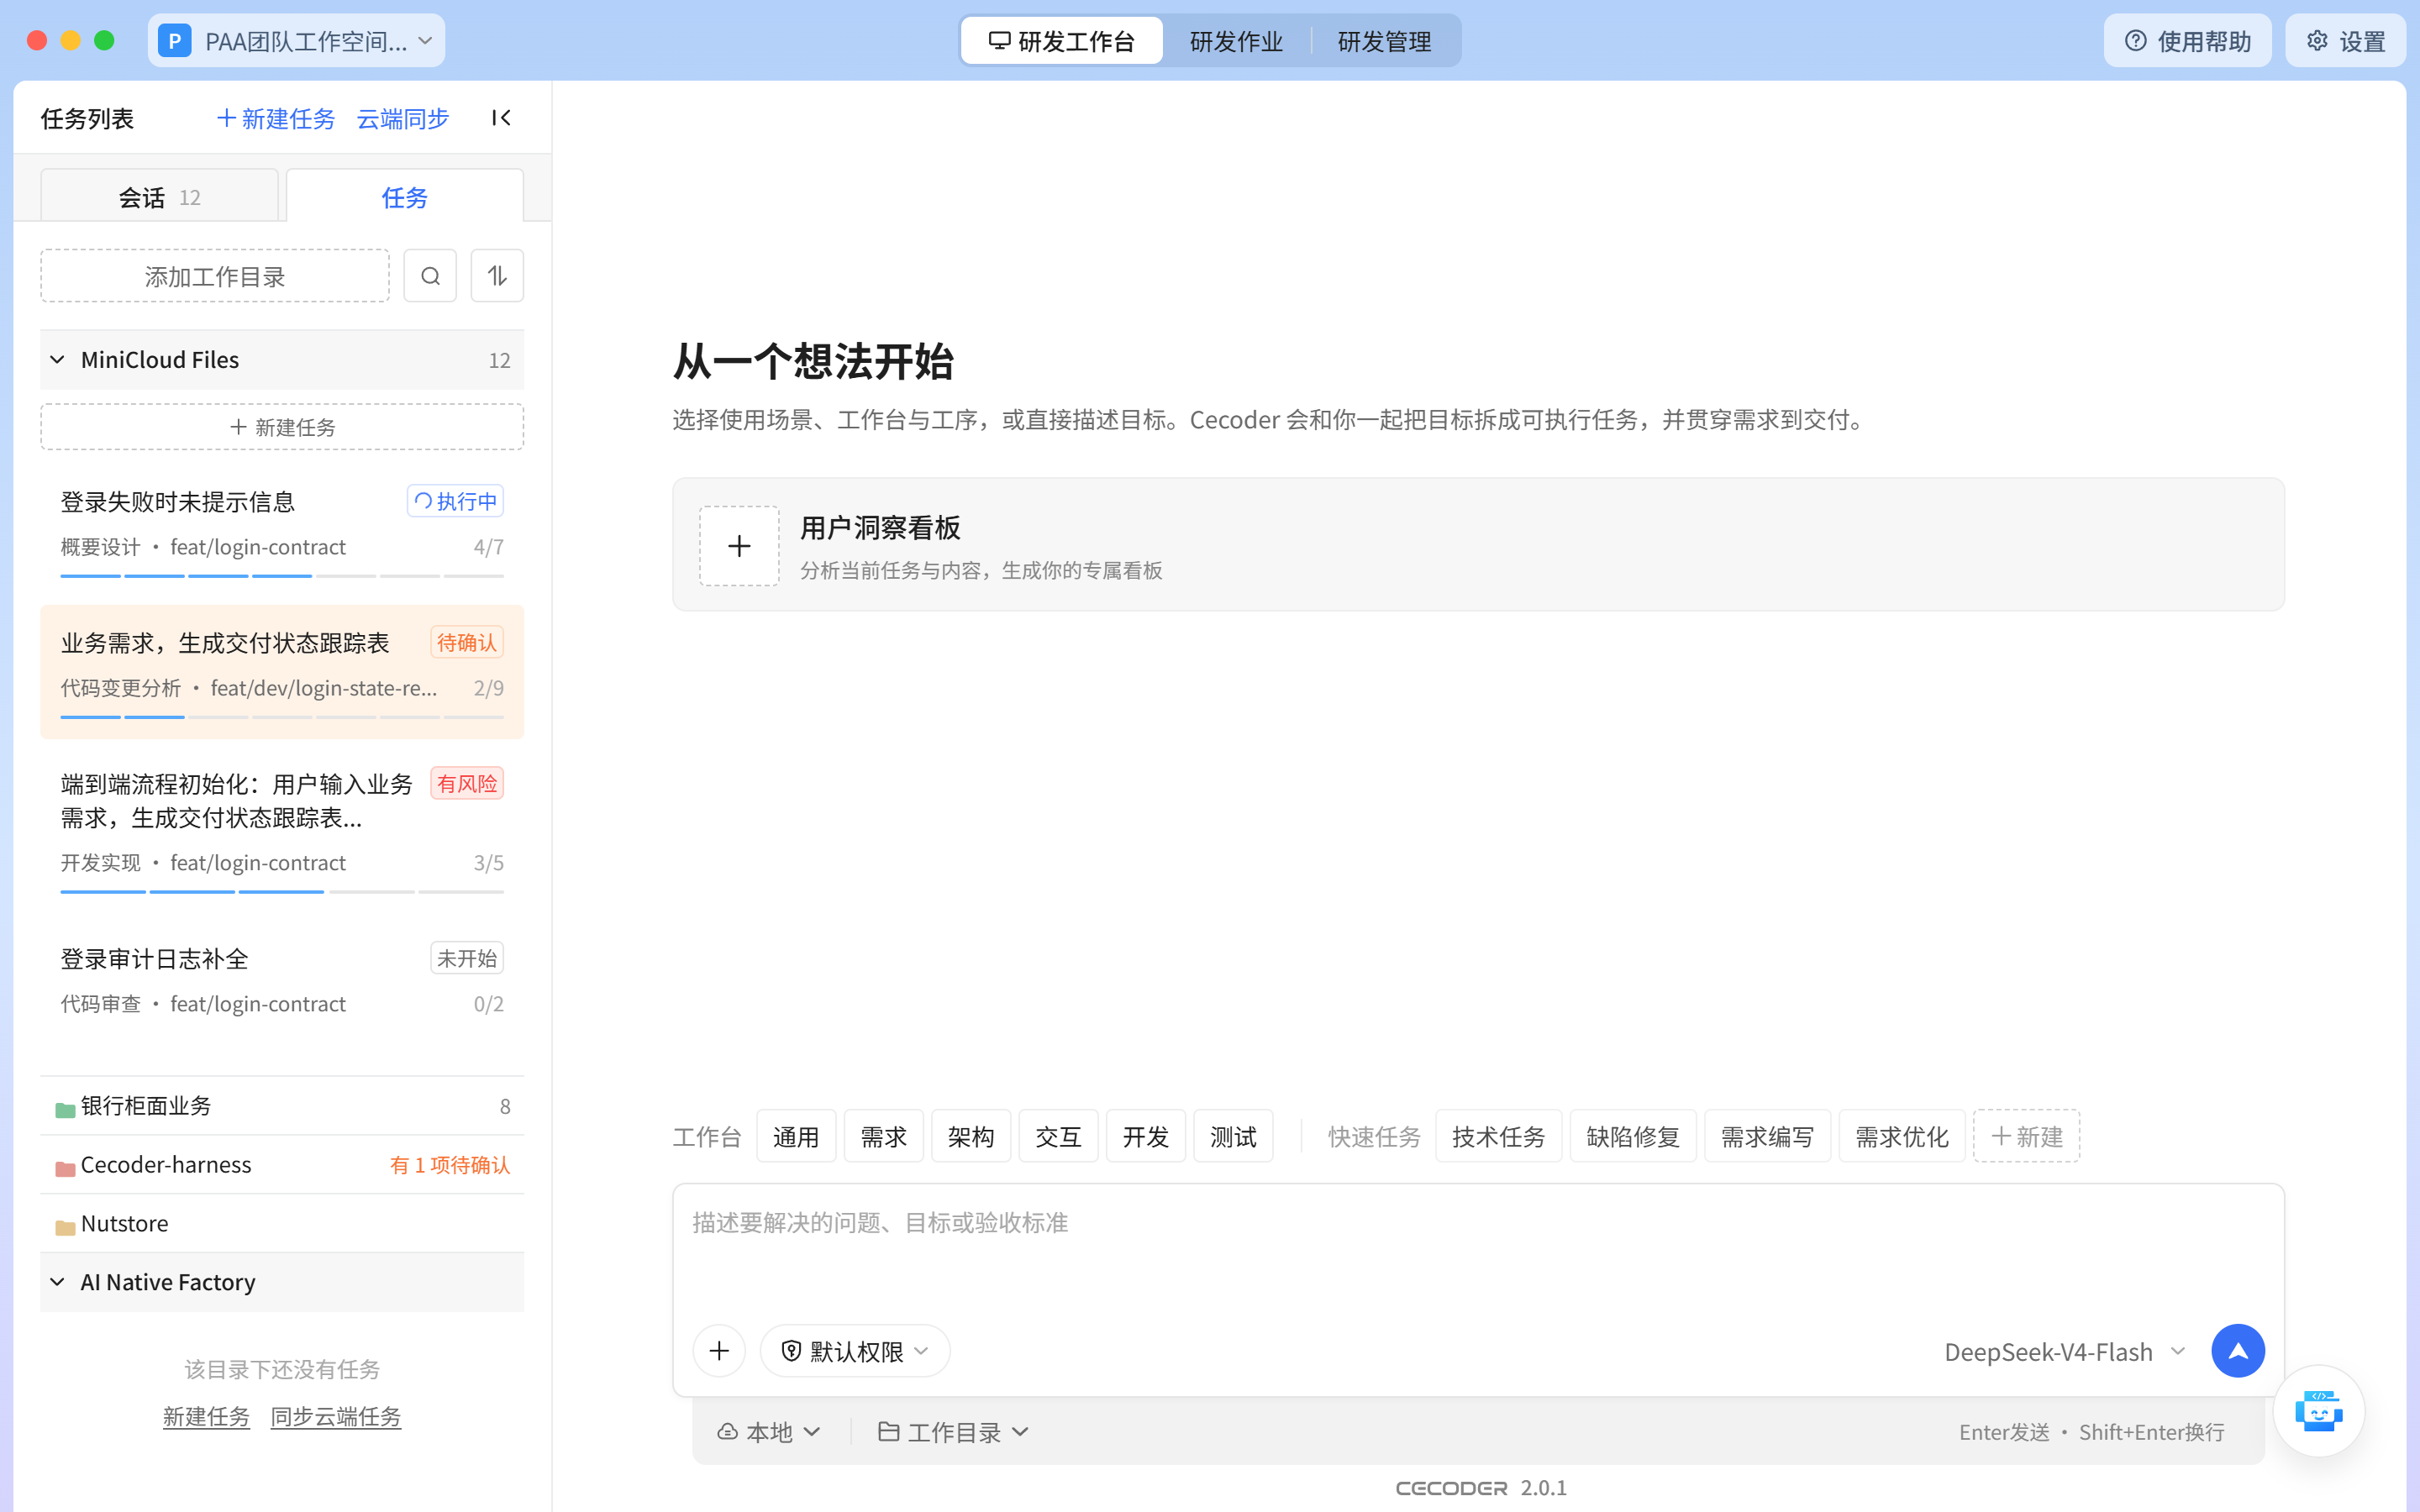 P PAA团队工作空间...
研发工作台 研发作业 研发管理
使用帮助 设置
任务列表 新建任务 云端同步
会话 12 任务
添加工作目录
MiniCloud Files 12
新建任务
登录失败时未提示信息 执行中
概要设计 • feat/login-contract 4/7
业务需求，生成交付状态跟踪表 待确认
代码变更分析 • feat/dev/login-state-re... 2/9
端到端流程初始化：用户输入业务 有风险
需求，生成交付状态跟踪表...
开发实现 • feat/login-contract 3/5
登录审计日志补全 未开始
代码审查 • feat/login-contract 0/2
银行柜面业务 8
Cecoder-harness 有 1 项待确认
Nutstore
AI Native Factory
该目录下还没有任务
新建任务 同步云端任务
从一个想法开始
选择使用场景、工作台与工序，或直接描述目标。Cecoder 会和你一起把目标拆成可执行任务，并贯穿需求到交付。
用户洞察看板
分析当前任务与内容，生成你的专属看板
工作台 通用 需求 架构 交互 开发 测试 快速任务 技术任务 缺陷修复 需求编写 需求优化 新建
描述要解决的问题、目标或验收标准
默认权限 DeepSeek-V4-Flash
</>
本地 工作目录 Enter发送 • Shift+Enter换行
CECODER 2.0.1